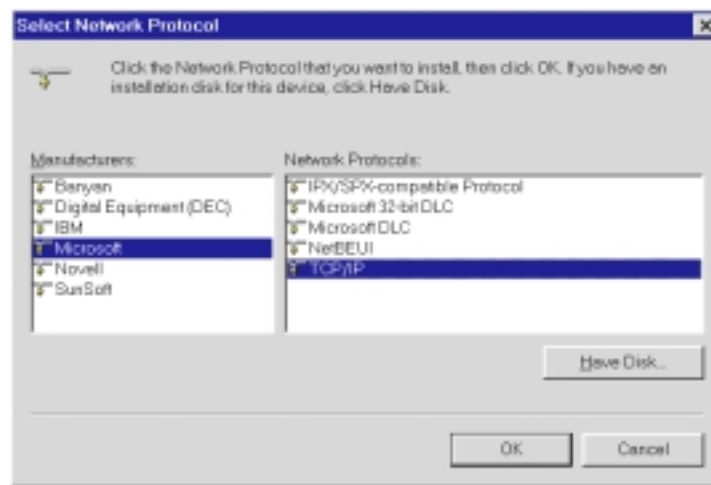 Select Network Protocol
Click the Network Protocol that you want to install, then click OK. If you have an
installation disk for this device, click Have Disk.
Manufacturers:
Banyan
Digital Equipment (DEC)
IBM
Microsoft
Novell
SunSoft
Network Protocols:
IPX/SPX-compatible Protocol
Microsoft 32-bit DLC
Microsoft DLC
NetBEUI
TCP/IP
Have Disk...
OK
Cancel